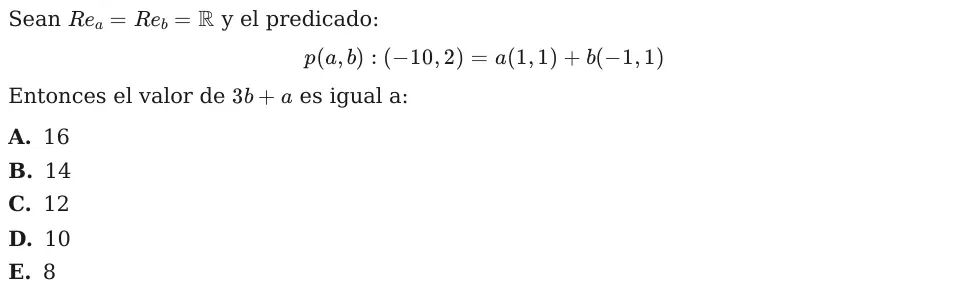 Sean $Re_a = Re_b = \mathbb{R}$ y el predicado:
$p(a, b) : (-10, 2) = a(1, 1) + b(-1, 1)$
Entonces el valor de $3b + a$ es igual a:
A. 16
B. 14
C. 12
D. 10
E. 8